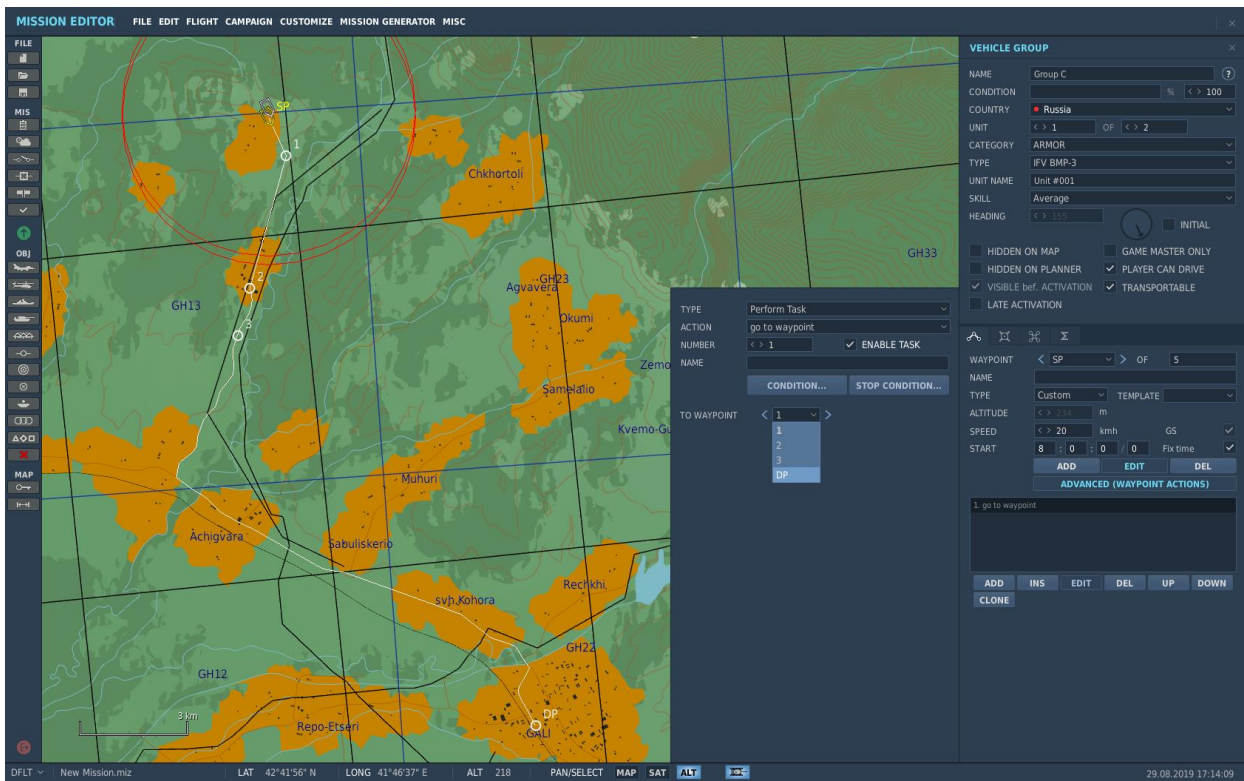 MISSION EDITOR FILE EDIT FLIGHT CAMPAIGN CUSTOMIZE MISSION GENERATOR MISC
FILE
MIS
OBJ
MAP
SP
1
2
3
DP
Chkhortoli
GH33
GH13
GH23
Agvavera
Okumi
Zemo
Samelalio
Kvemo-Gu
Muhuri
Achigvara
Sabuliskerio
Rechkhi
svh.Kohora
GH22
GH12
3 km
Repo-Etseri
GALI
TYPE Perform Task
ACTION go to waypoint
NUMBER < > 1 ENABLE TASK
NAME
CONDITION... STOP CONDITION...
TO WAYPOINT < 1 >
1
2
3
DP
VEHICLE GROUP
NAME Group C ?
CONDITION % < > 100
COUNTRY Russia
UNIT < > 1 OF < > 2
CATEGORY ARMOR
TYPE IFV BMP-3
UNIT NAME Unit #001
SKILL Average
HEADING < > 155 INITIAL
HIDDEN ON MAP GAME MASTER ONLY
HIDDEN ON PLANNER PLAYER CAN DRIVE
VISIBLE bef. ACTIVATION TRANSPORTABLE
LATE ACTIVATION
WAYPOINT < SP > OF 5
NAME
TYPE Custom TEMPLATE
ALTITUDE < > 234 m
SPEED < > 20 kmh GS
START 8 : 0 : 0 / 0 Fix time
ADD EDIT DEL
ADVANCED (WAYPOINT ACTIONS)
1. go to waypoint
ADD INS EDIT DEL UP DOWN
CLONE
DFLT New Mission.miz LAT 42°41'56" N LONG 41°46'37" E ALT 218 PAN/SELECT MAP SAT ALT 29.08.2019 17:14:09